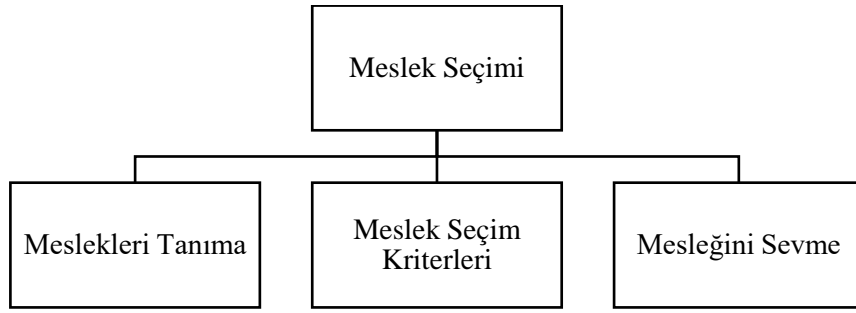 Meslek Seçimi
Meslekleri Tanıma
Meslek Seçim
Kriterleri
Mesleğini Sevme